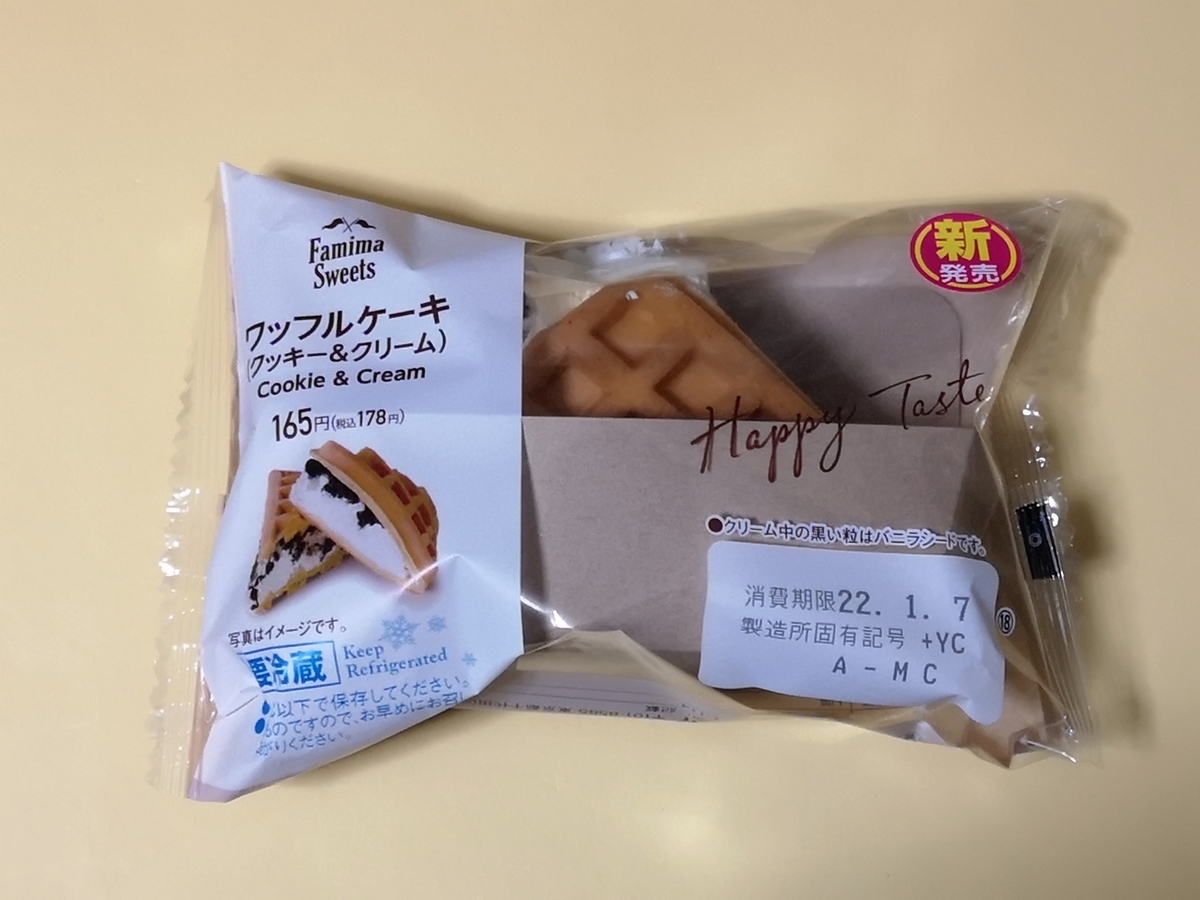 Famima
Sweets
ワッフルケーキ
(クッキー&クリーム)
Cookie & Cream
165円(税込178円)
写真はイメージです。
要冷蔵
Keep
Refrigerated
以下で保存してください。
ものですので、お早めにお召し
がりください。
新
発売
Happy Taste
●クリーム中の黒い粒はバニラシードです。
消費期限22. 1. 7
製造所固有記号 +YC
A-MC
⑱